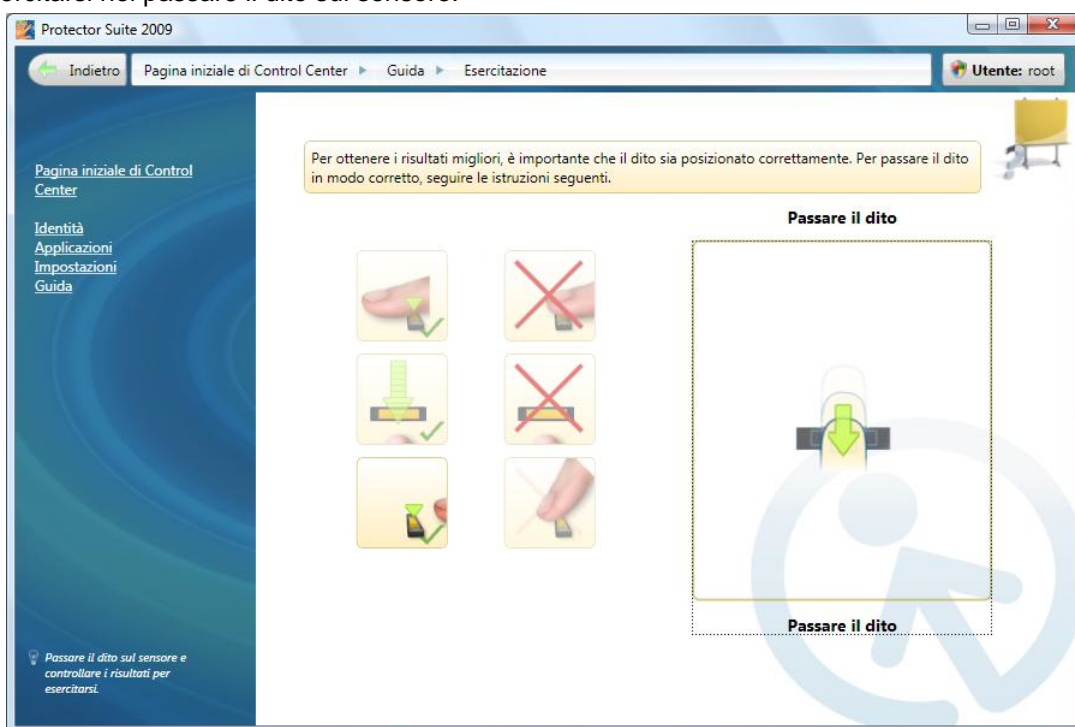 esercitarsi nel passare il dito sul sensore.
Protector Suite 2009
Indietro Pagina iniziale di Control Center Guida Esercitazione Utente: root
Pagina iniziale di Control
Center
Identità
Applicazioni
Impostazioni
Guida
Per ottenere i risultati migliori, è importante che il dito sia posizionato correttamente. Per passare il dito
in modo corretto, seguire le istruzioni seguenti.
Passare il dito
Passare il dito
Passare il dito sul sensore e
controllare i risultati per
esercitarsi.